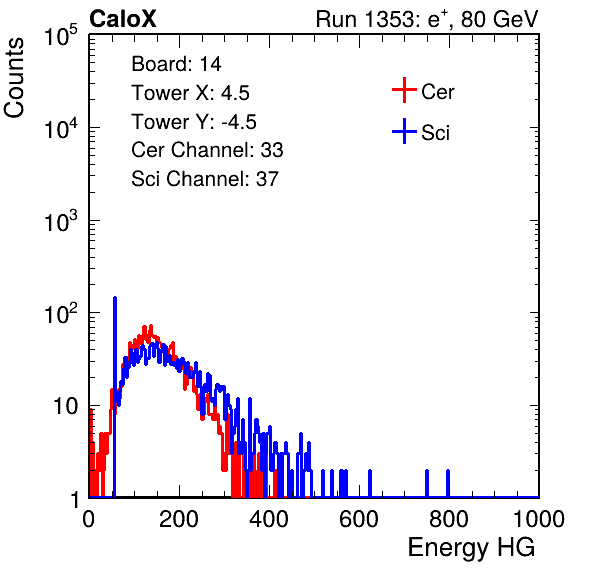 CaloX Run 1353: e⁺, 80 GeV
Counts
10⁵
10⁴
10³
10²
10
1
Board: 14
Tower X: 4.5
Tower Y: -4.5
Cer Channel: 33
Sci Channel: 37
Cer
Sci
0 200 400 600 800 1000
Energy HG